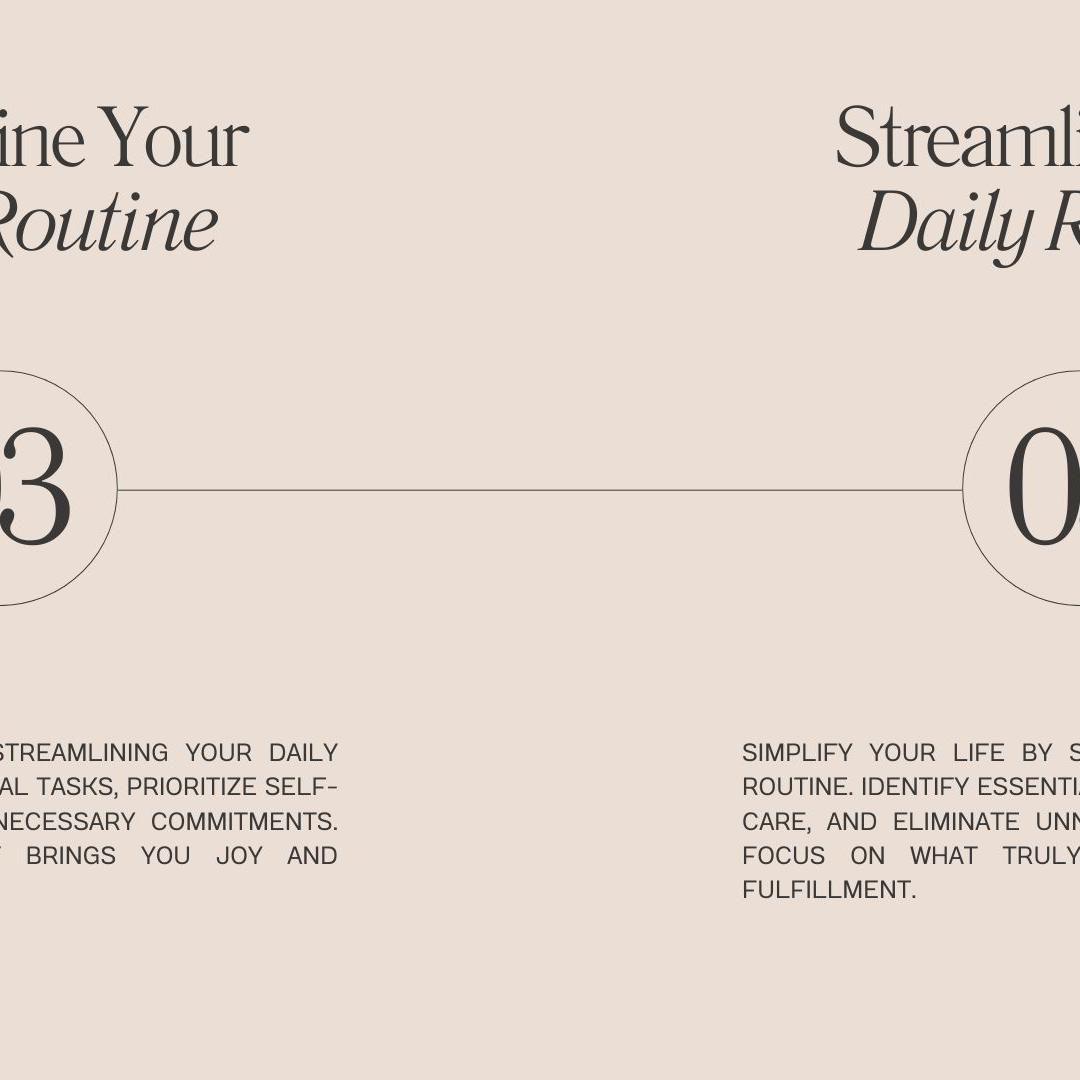 ine Your
Routine
03
STREAMLINING YOUR DAILY
AL TASKS, PRIORITIZE SELF-
NECESSARY COMMITMENTS.
BRINGS YOU JOY AND
Streamli
Daily R
0
SIMPLIFY YOUR LIFE BY S
ROUTINE. IDENTIFY ESSENTIA
CARE, AND ELIMINATE UNN
FOCUS ON WHAT TRULY
FULFILLMENT.